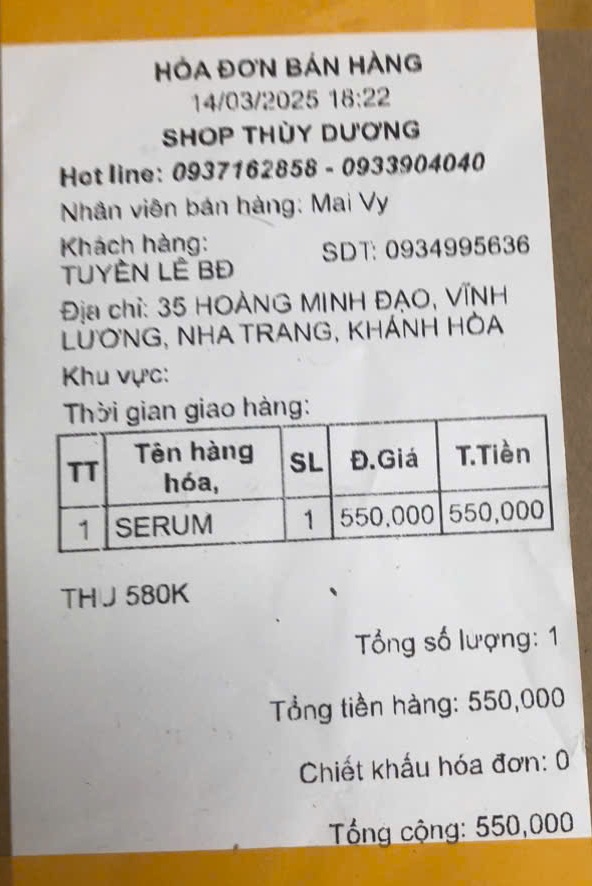 HÓA ĐƠN BÁN HÀNG
14/03/2025 18:22
SHOP THÙY DƯƠNG
Hot line: 0937162858 - 0933904040
Nhân viên bán hàng: Mai Vy
Khách hàng: SDT: 0934995636
TUYỀN LÊ BĐ
Địa chỉ: 35 HOÀNG MINH ĐẠO, VĨNH
LƯƠNG, NHA TRANG, KHÁNH HÒA
Khu vực:
Thời gian giao hàng:
TT Tên hàng hóa, SL Đ.Giá T.Tiền
1 SERUM 1 550,000 550,000
THU 580K
Tổng số lượng: 1
Tổng tiền hàng: 550,000
Chiết khấu hóa đơn: 0
Tổng cộng: 550,000